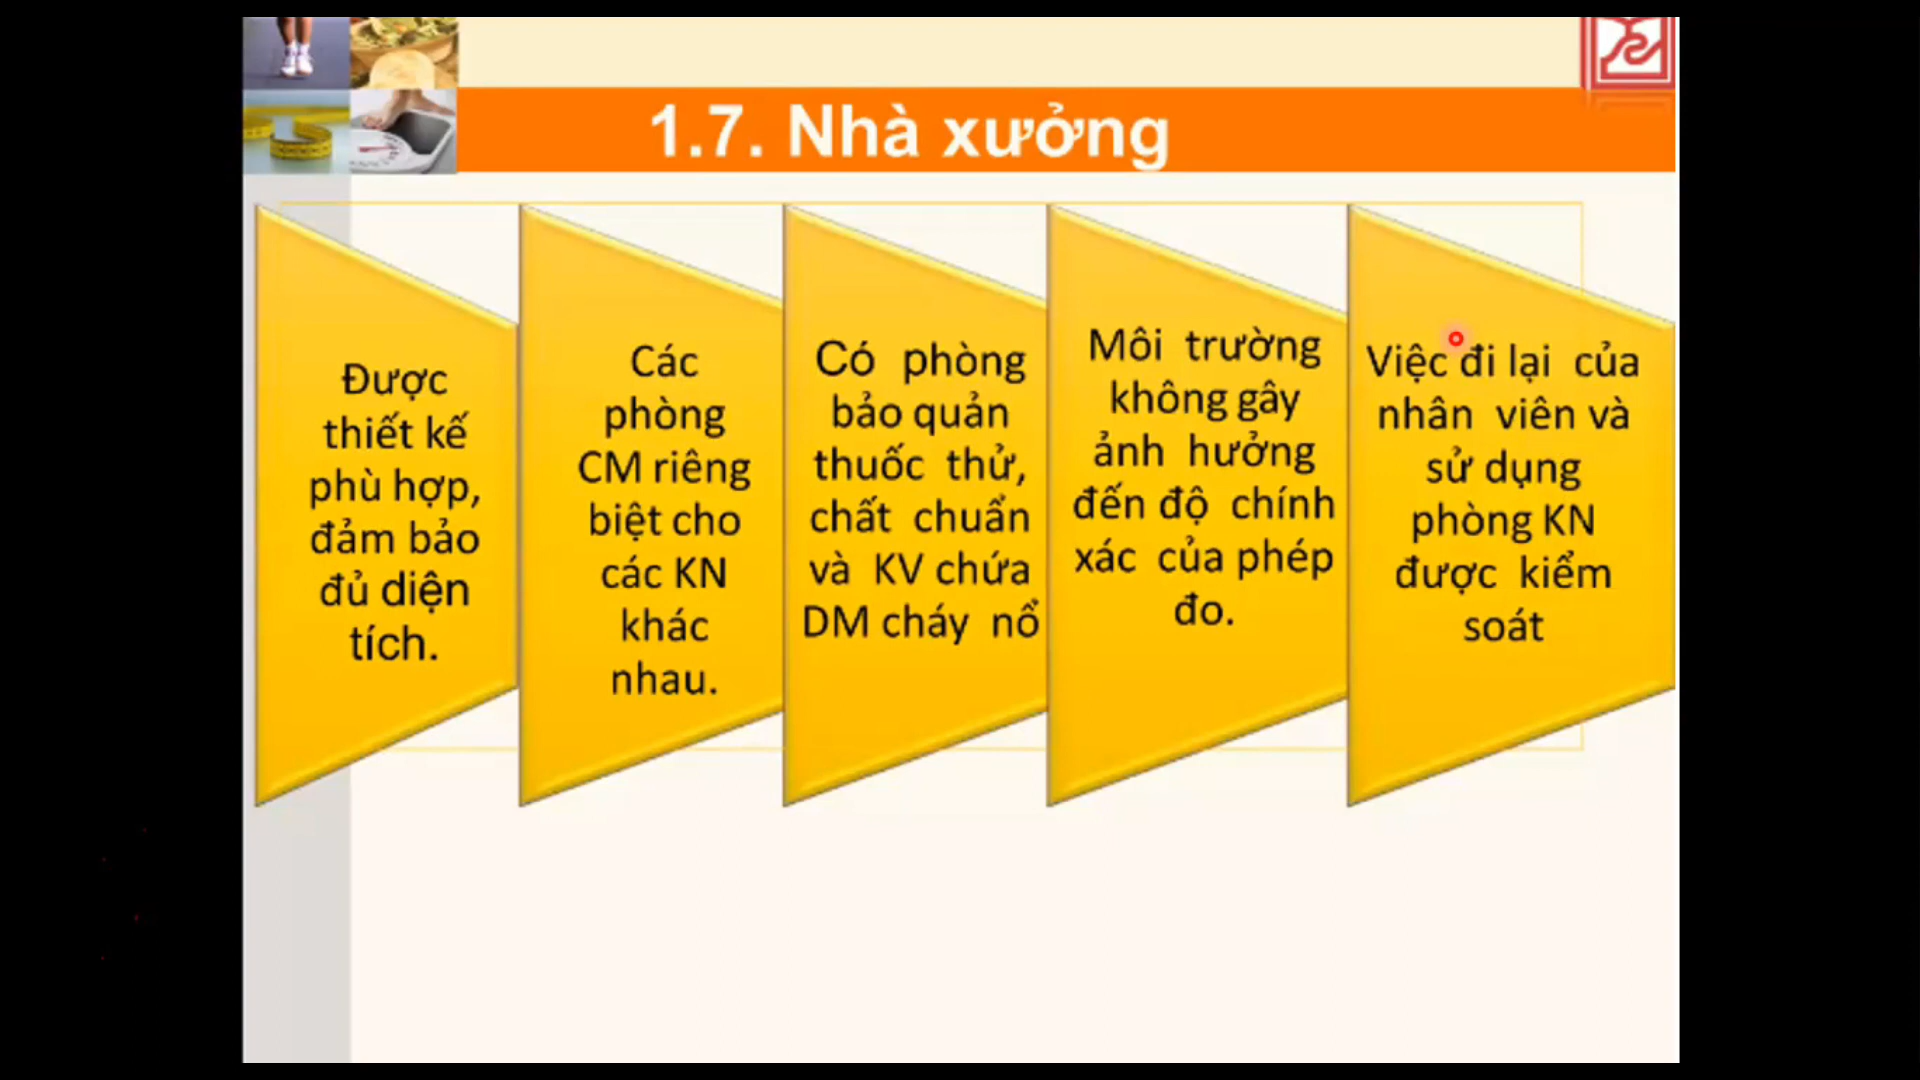 1.7. Nhà xưởng
Được
thiết kế
phù hợp,
đảm bảo
đủ diện
tích.
Các
phòng
CM riêng
biệt cho
các KN
khác
nhau.
Có phòng
bảo quản
thuốc thử,
chất chuẩn
và KV chứa
DM cháy nổ
Môi trường
không gây
ảnh hưởng
đến độ chính
xác của phép
đo.
Việc đi lại của
nhân viên và
sử dụng
phòng KN
được kiểm
soát